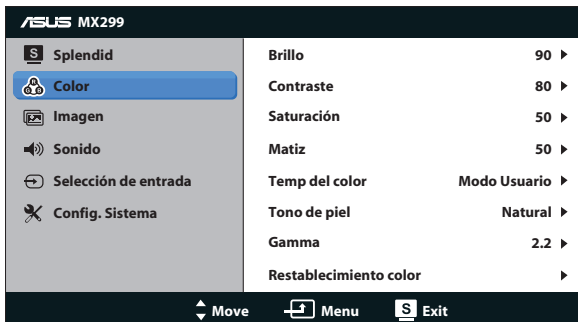 ASUS MX299
S Splendid
Color
Imagen
Sonido
Selección de entrada
Config. Sistema
Brillo 90
Contraste 80
Saturación 50
Matiz 50
Temp del color Modo Usuario
Tono de piel Natural
Gamma 2.2
Restablecimiento color
Move Menu S Exit